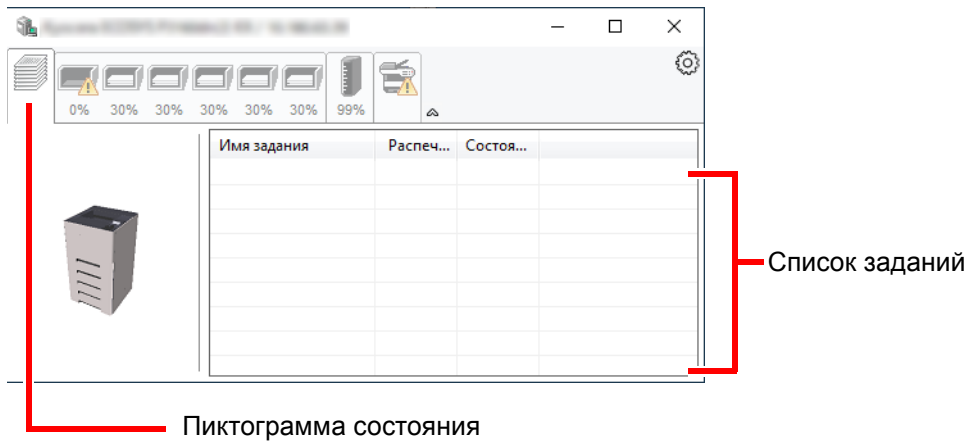 0% 30% 30% 30% 30% 30% 99%
Имя задания Распеч... Состоя...
Список заданий
Пиктограмма состояния